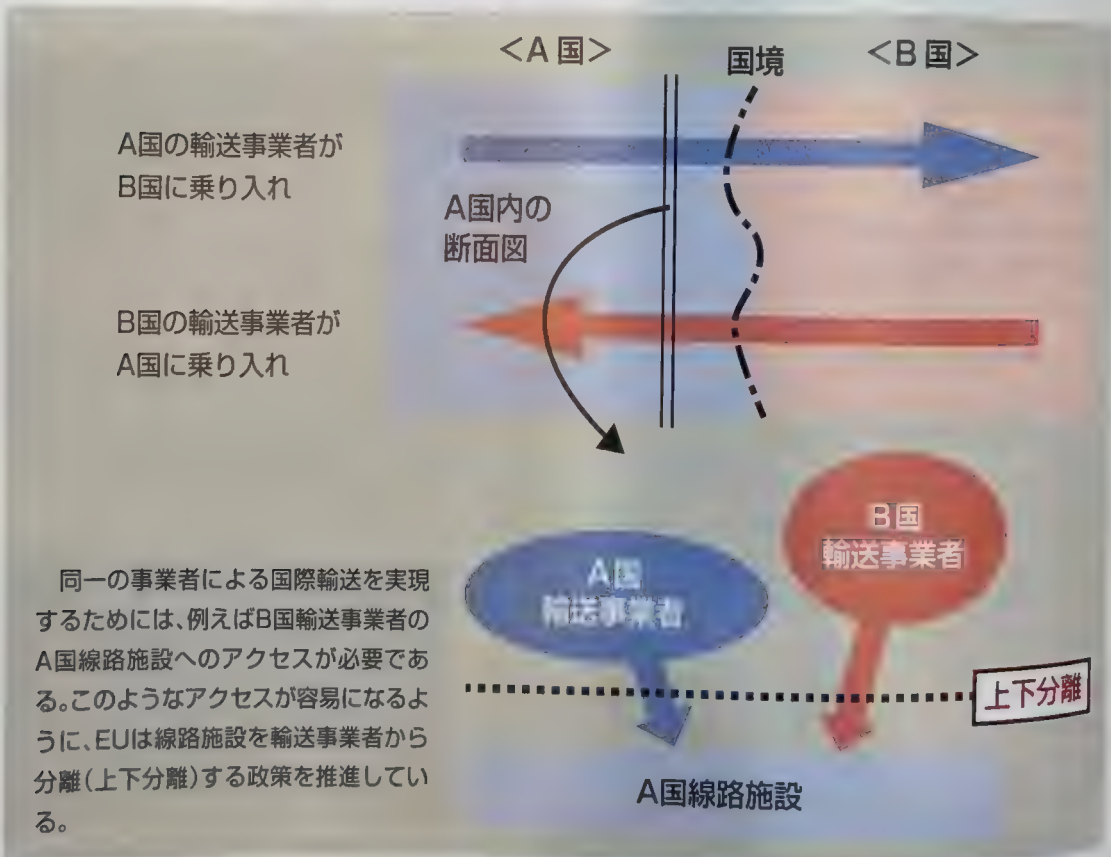 <A国>
国境
<B国>
A国の輸送事業者が
B国に乗り入れ
A国内の
断面図
B国の輸送事業者が
A国に乗り入れ
B国
輸送事業者
A国
輸送事業者
同一の事業者による国際輸送を実現
するためには、例えばB国輸送事業者の
A国線路施設へのアクセスが必要であ
る。このようなアクセスが容易になるよ
うに、EUは線路施設を輸送事業者から
分離(上下分離)する政策を推進してい
る。
上下分離
A国線路施設